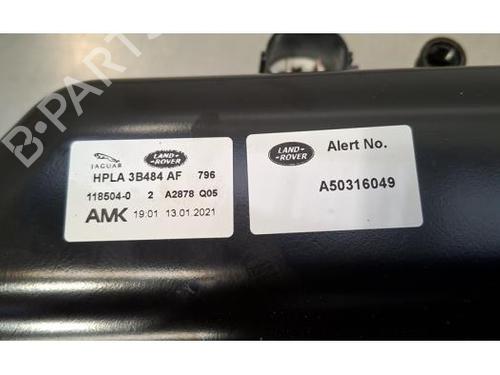 B-PARTS
JAGUAR
LAND-ROVER
HPLA 3B484 AF 796
118504-0 2 A2878 Q05
AMK 19:01 13.01.2021
LAND-ROVER
Alert No.
A50316049